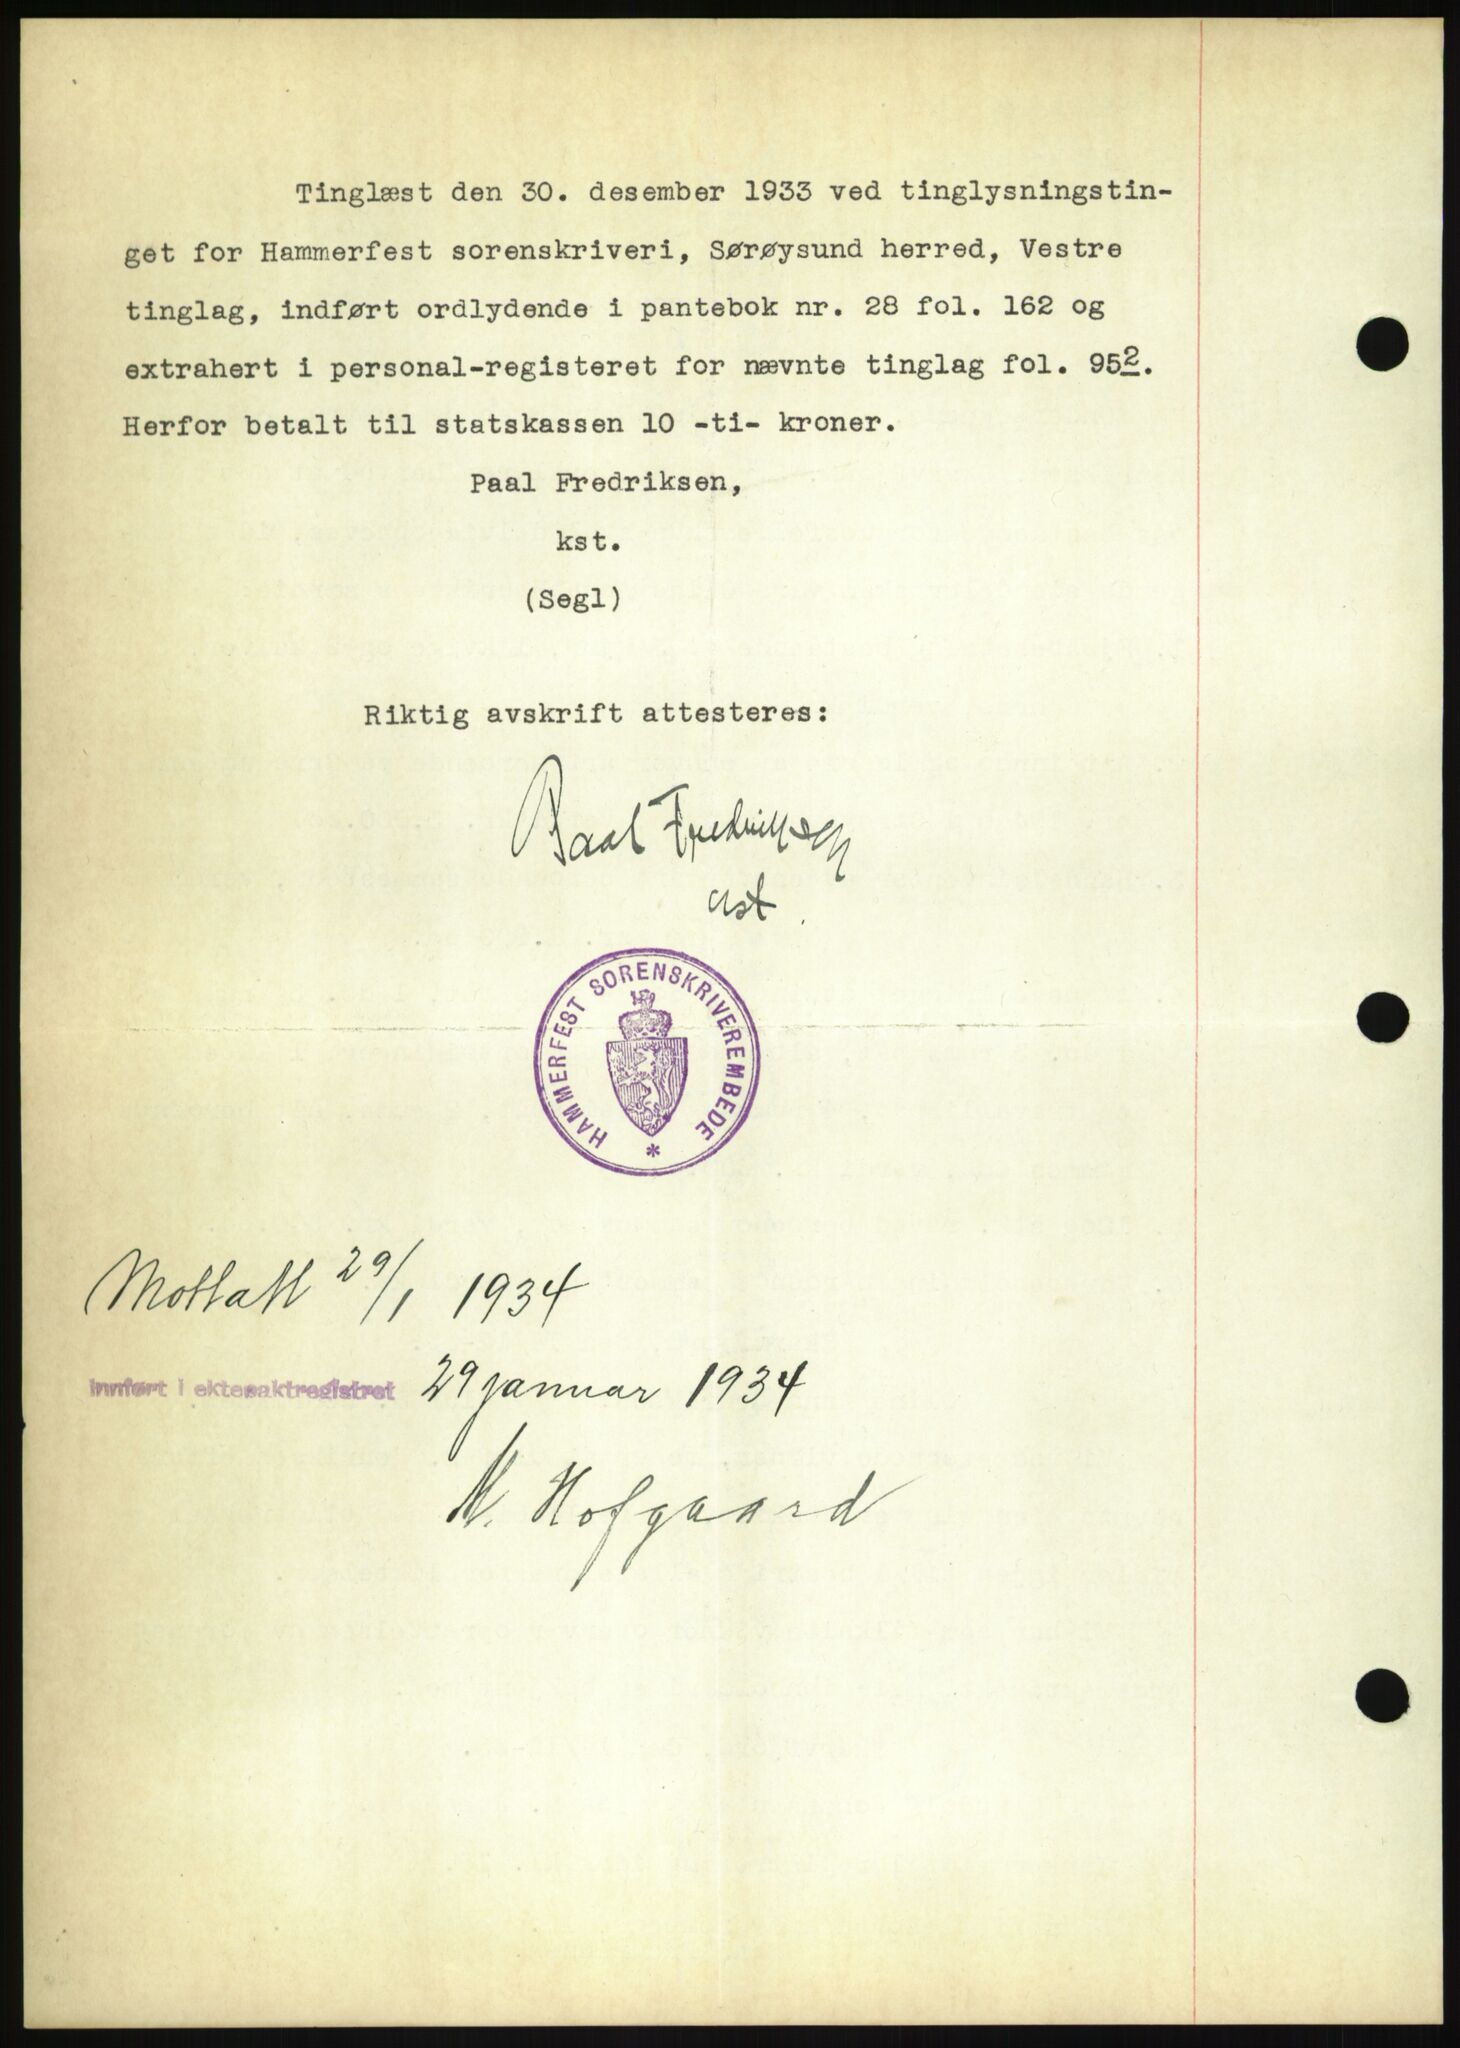 Tinglæst den 30. desember 1933 ved tinglysningstin-
get for Hammerfest sorenskriveri, Sørøysund herred, Vestre
tinglag, indført ordlydende i pantebok nr. 28 fol. 162 og
extrahert i personal-registeret for nævnte tinglag fol. 952.
Herfor betalt til statskassen 10 -ti- kroner.
Paal Fredriksen,
kst.
(Segl)
Riktig avskrift attesteres:
Paal Fredriksen
kst.
HAMMERFEST SORENSKRIVEREMBEDE *
Mottatt 29/1 1934
Innført i ektepaktregistret 29 januar 1934
M. Hofgaard